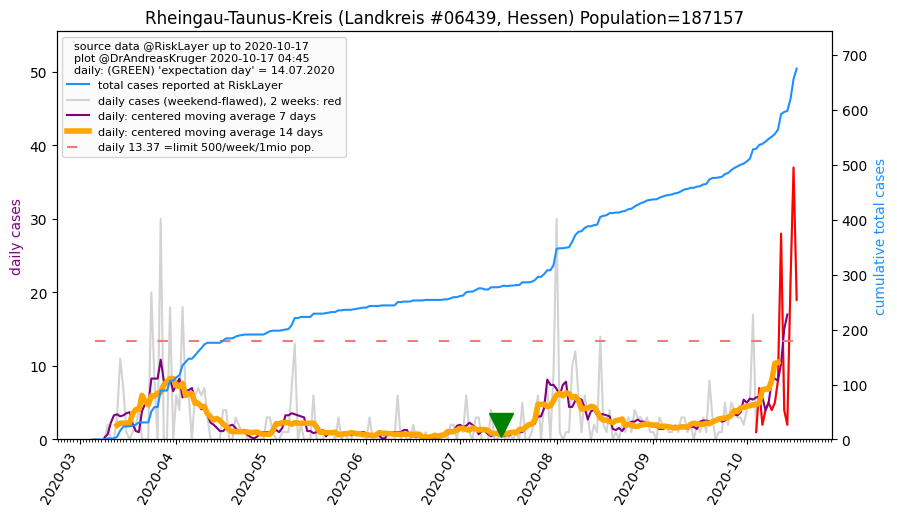 Rheingau-Taunus-Kreis (Landkreis #06439, Hessen) Population=187157
source data @RiskLayer up to 2020-10-17
plot @DrAndreasKruger 2020-10-17 04:45
daily: (GREEN) 'expectation day' = 14.07.2020
total cases reported at RiskLayer
daily cases (weekend-flawed), 2 weeks: red
daily: centered moving average 7 days
daily: centered moving average 14 days
daily 13.37 =limit 500/week/1mio pop.
daily cases
50
40
30
20
10
0
cumulative total cases
700
600
500
400
300
200
100
0
2020-03
2020-04
2020-05
2020-06
2020-07
2020-08
2020-09
2020-10